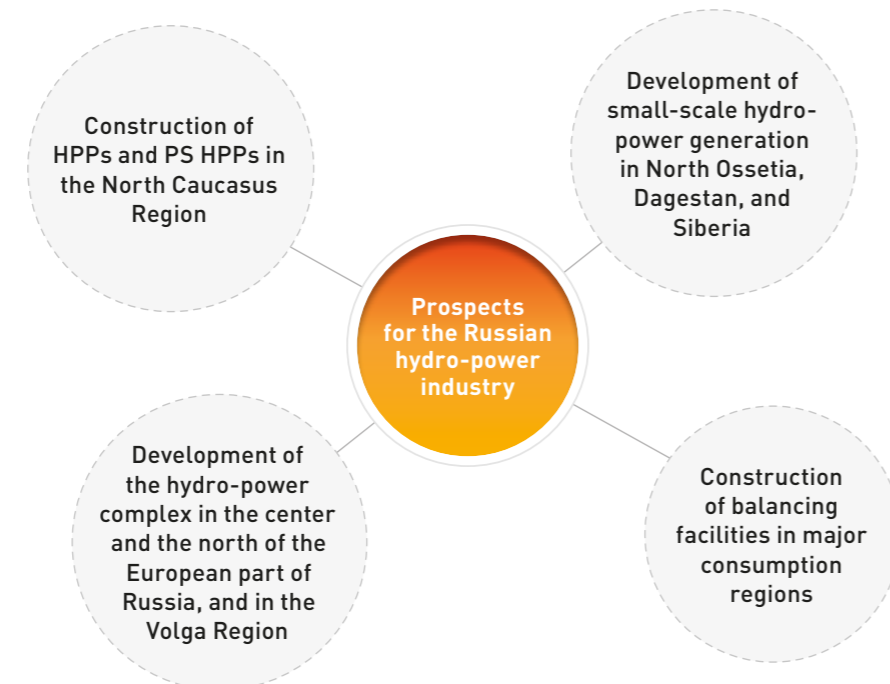 Construction of
HPPs and PS HPPs in
the North Caucasus
Region
Development of
small-scale hydro-
power generation
in North Ossetia,
Dagestan, and
Siberia
Prospects
for the Russian
hydro-power
industry
Development of
the hydro-power
complex in the center
and the north of the
European part of
Russia, and in the
Volga Region
Construction
of balancing
facilities in major
consumption
regions